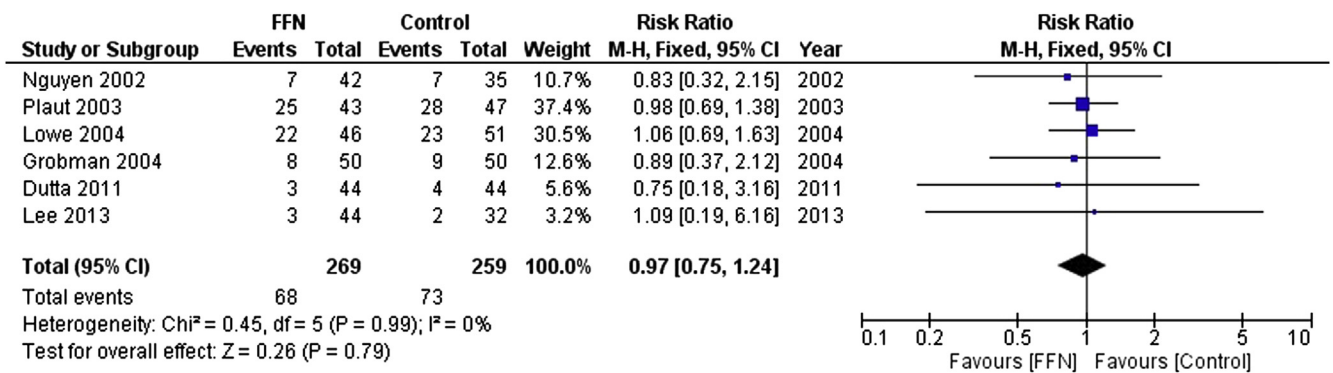 FFN Control Risk Ratio Risk Ratio
Study or Subgroup Events Total Events Total Weight M-H, Fixed, 95% CI Year M-H, Fixed, 95% CI
Nguyen 2002 7 42 7 35 10.7% 0.83 [0.32, 2.15] 2002
Plaut 2003 25 43 28 47 37.4% 0.98 [0.69, 1.38] 2003
Lowe 2004 22 46 23 51 30.5% 1.06 [0.69, 1.63] 2004
Grobman 2004 8 50 9 50 12.6% 0.89 [0.37, 2.12] 2004
Dutta 2011 3 44 4 44 5.6% 0.75 [0.18, 3.16] 2011
Lee 2013 3 44 2 32 3.2% 1.09 [0.19, 6.16] 2013
Total (95% CI) 269 259 100.0% 0.97 [0.75, 1.24]
Total events 68 73
Heterogeneity: Chi² = 0.45, df = 5 (P = 0.99); I² = 0%
Test for overall effect: Z = 0.26 (P = 0.79)
0.1 0.2 0.5 1 2 5 10
Favours [FFN] Favours [Control]